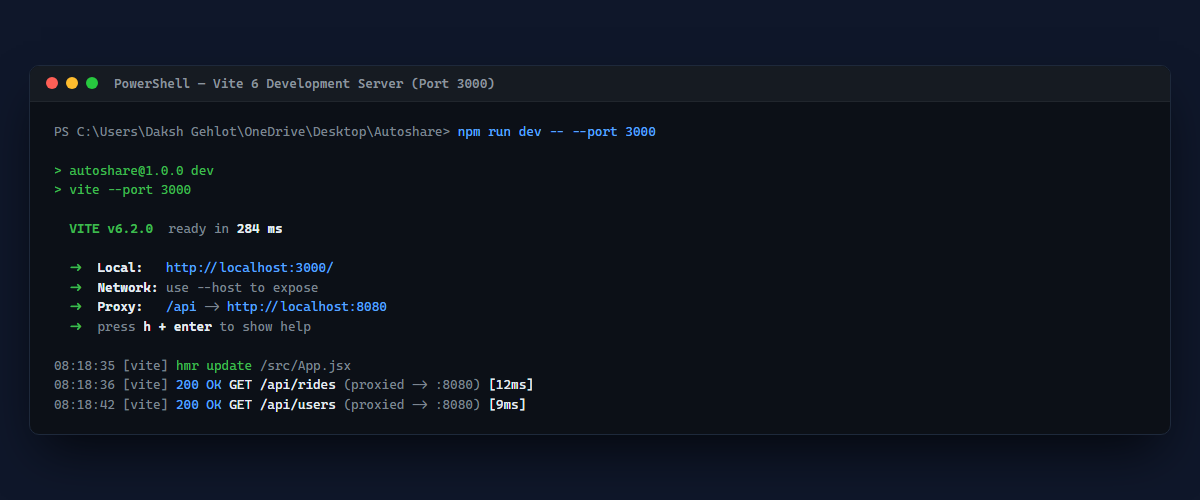 PowerShell — Vite 6 Development Server (Port 3000)
PS C:\Users\Daksh Gehlot\OneDrive\Desktop\Autoshare> npm run dev -- --port 3000
> autoshare@1.0.0 dev
> vite --port 3000
VITE v6.2.0 ready in 284 ms
➜ Local: http://localhost:3000/
➜ Network: use --host to expose
➜ Proxy: /api --> http://localhost:8080
➜ press h + enter to show help
08:18:35 [vite] hmr update /src/App.jsx
08:18:36 [vite] 200 OK GET /api/rides (proxied --> :8080) [12ms]
08:18:42 [vite] 200 OK GET /api/users (proxied --> :8080) [9ms]